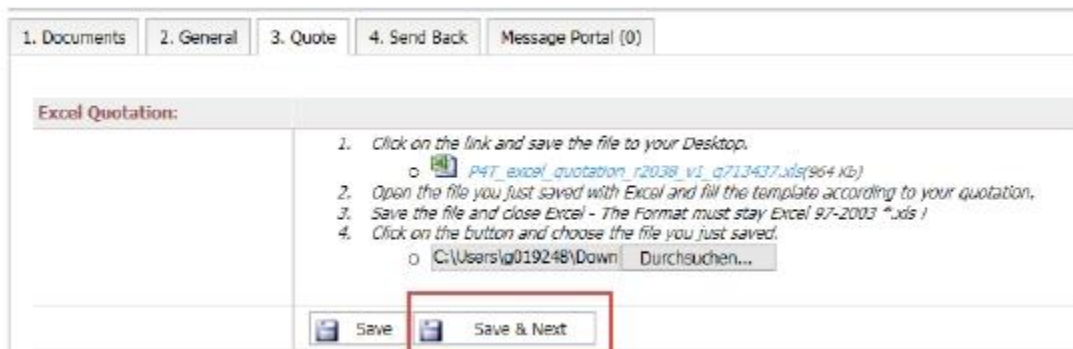 1. Documents 2. General 3. Quote 4. Send Back Message Portal (0)
Excel Quotation:
1. Click on the link and save the file to your Desktop.
o P4T_excel_quotation_r2038_v1_q713437.xls(964 Kb)
2. Open the file you just saved with Excel and fill the template according to your quotation.
3. Save the file and close Excel - The Format must stay Excel 97-2003 *.xls !
4. Click on the button and choose the file you just saved.
o C:\Users\g019248\Down Durchsuchen...
Save Save & Next